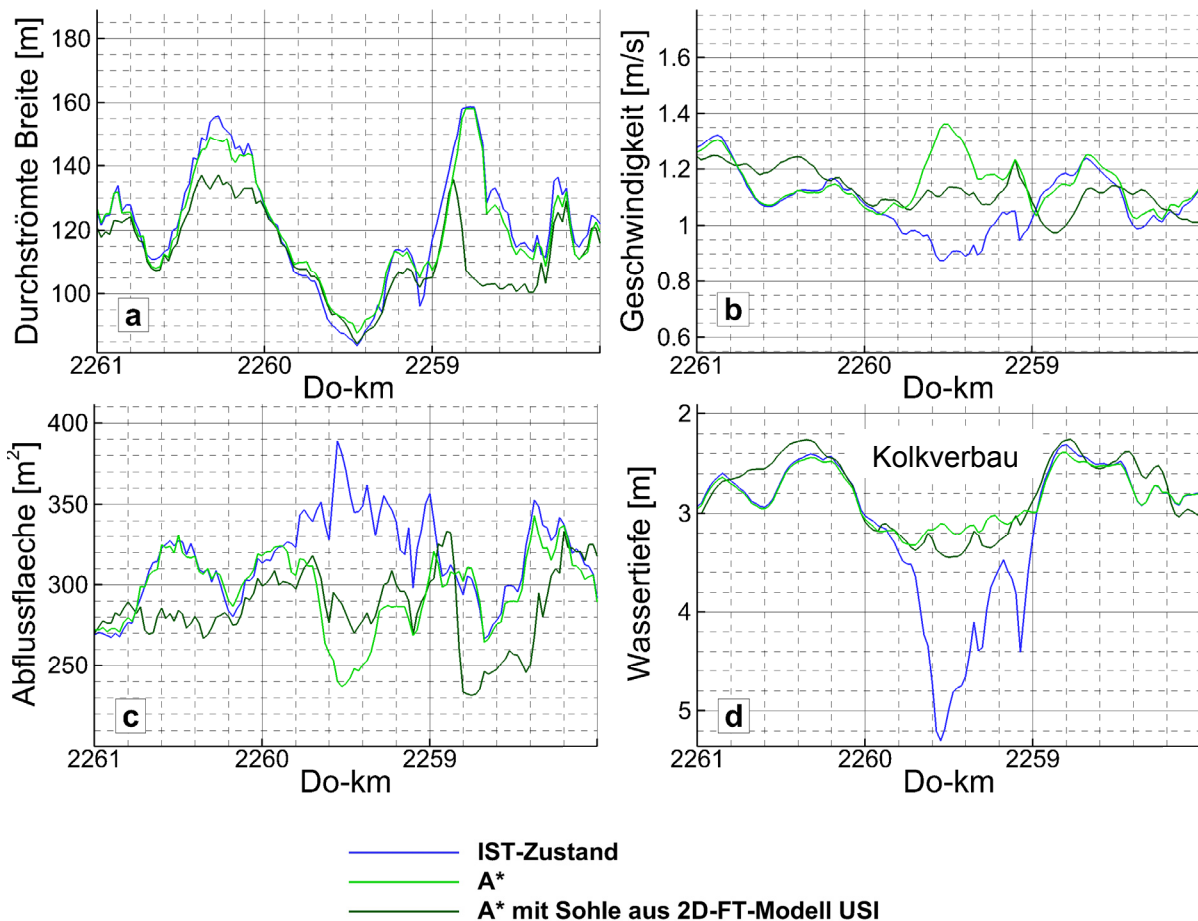 Durchströmte Breite [m]
180
160
140
120
100
a
2261
2260
2259
Do-km
Geschwindigkeit [m/s]
1.6
1.4
1.2
1
0.8
0.6
b
2261
2260
2259
Do-km
Abflussflaeche [m²]
400
350
300
250
c
2261
2260
2259
Do-km
Wassertiefe [m]
2
3
4
5
Kolkverbau
d
2261
2260
2259
Do-km
IST-Zustand
A*
A* mit Sohle aus 2D-FT-Modell USI